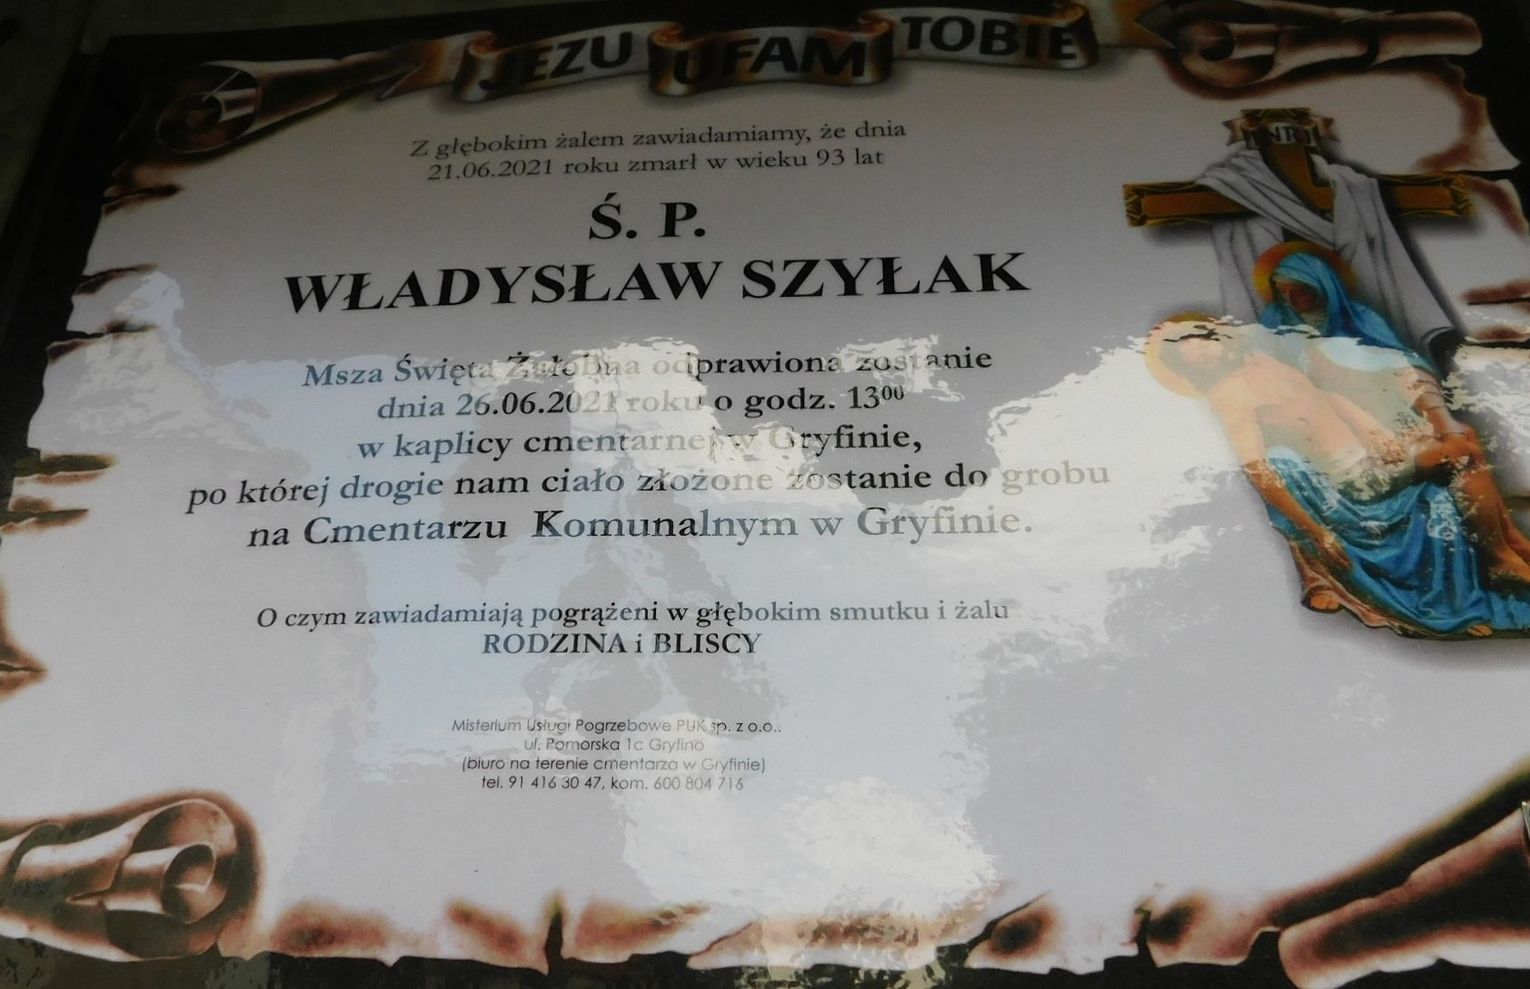 JEZU UFAM TOBIE
INRI
Z głębokim żalem zawiadamiamy, że dnia
21.06.2021 roku zmarł w wieku 93 lat
Ś. P.
WŁADYSŁAW SZYŁAK
Msza Święta Żałobna odprawiona zostanie
dnia 26.06.2021 roku o godz. 13⁰⁰
w kaplicy cmentarnej w Gryfinie,
po której drogie nam ciało złożone zostanie do grobu
na Cmentarzu Komunalnym w Gryfinie.
O czym zawiadamiają pogrążeni w głębokim smutku i żalu
RODZINA i BLISCY
Misterium Usługi Pogrzebowe PUK sp. z o.o..
ul. Pomorska 1c Gryfino
(biuro na terenie cmentarza w Gryfinie)
tel. 91 416 30 47, kom. 600 804 716